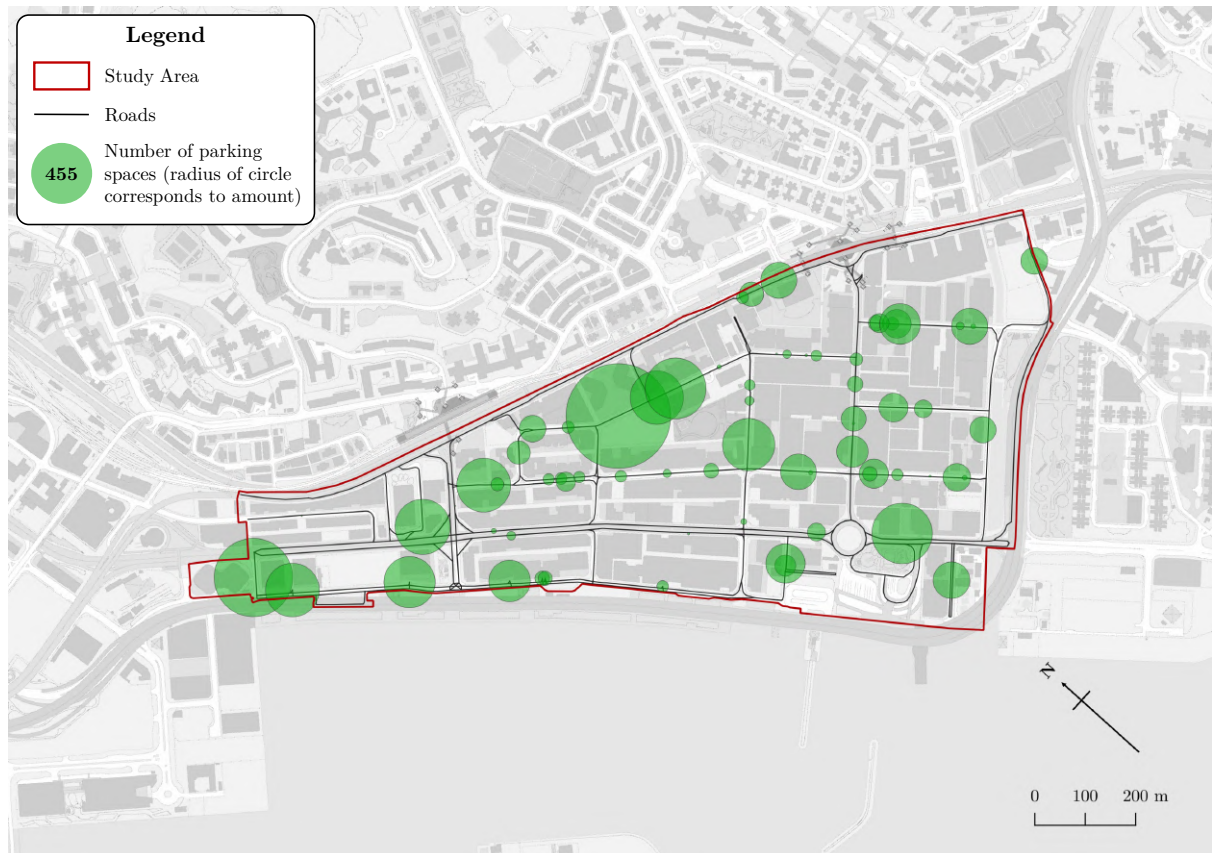 Legend
Study Area
Roads
455
Number of parking
spaces (radius of circle
corresponds to amount)
N
0 100 200 m